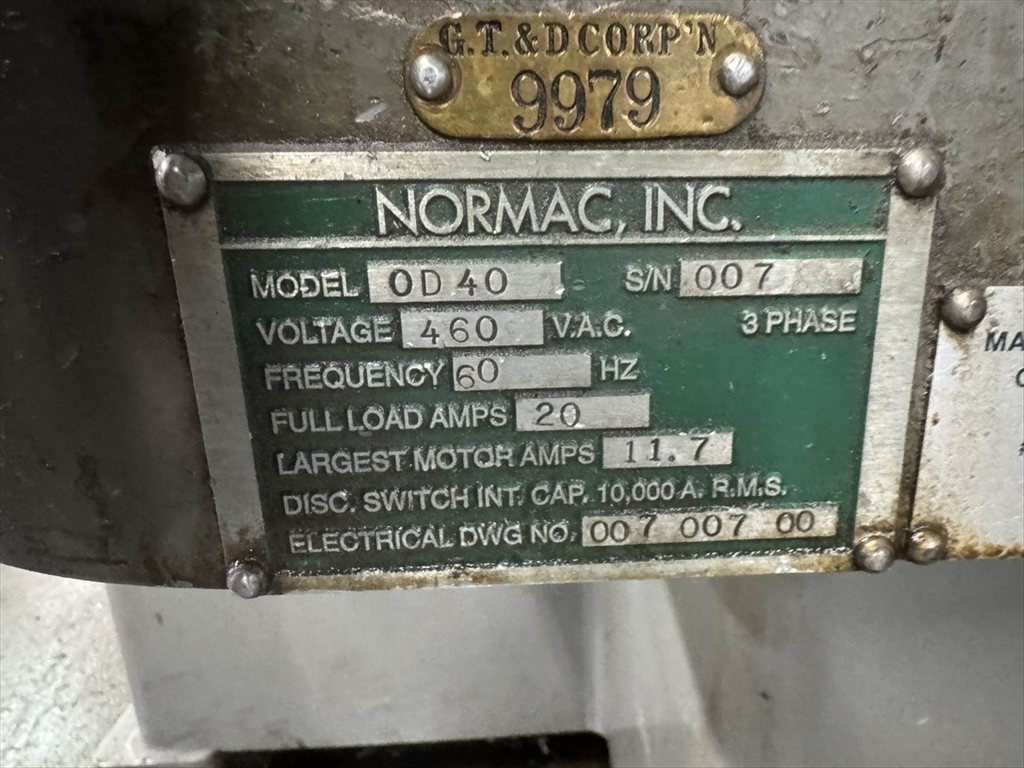 G.T.&D CORP'N
9979
NORMAC, INC.
MODEL OD40 S/N 007
VOLTAGE 460 V.A.C. 3 PHASE
FREQUENCY 60 HZ
FULL LOAD AMPS 20
LARGEST MOTOR AMPS 11.7
DISC. SWITCH INT. CAP. 10,000 A. R.M.S.
ELECTRICAL DWG NO. 007 007 00
MA